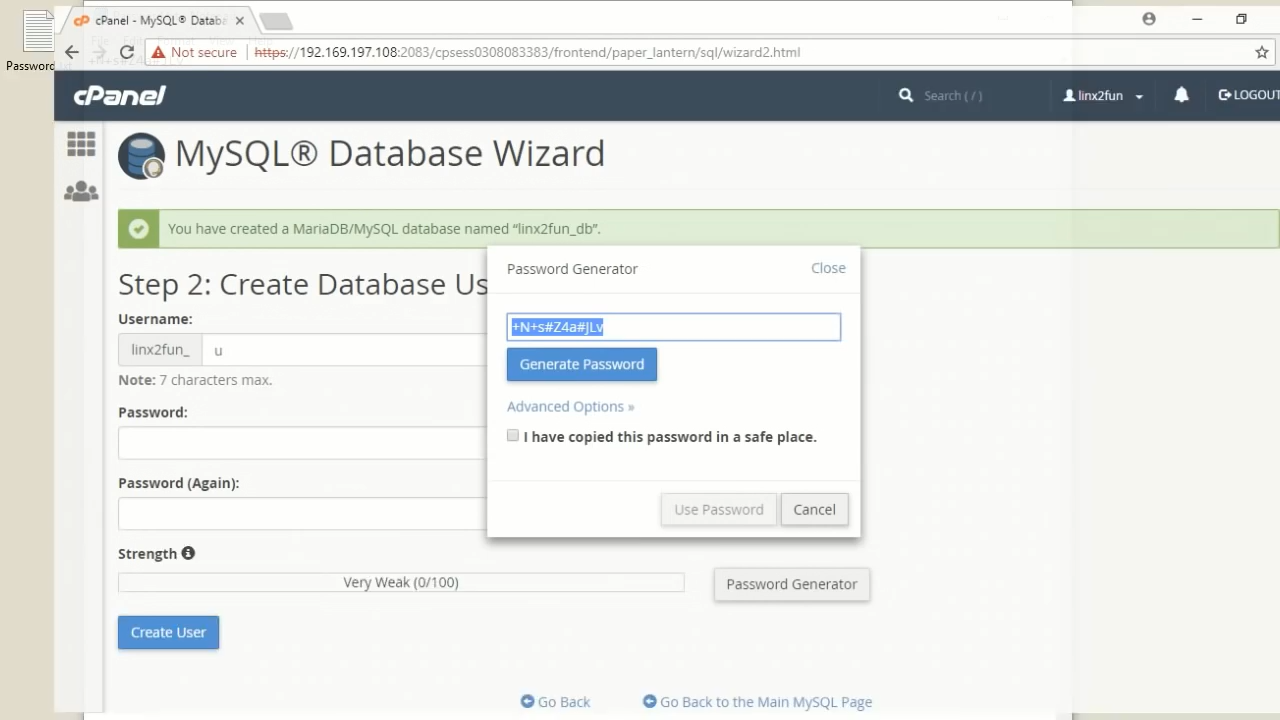 cPanel - MySQL® Databa
Password
Not secure
https://192.169.197.108:2083/cpsess0308083383/frontend/paper_lantern/sql/wizard2.html
cPanel
Search ( / )
linx2fun
LOGOUT
MySQL® Database Wizard
You have created a MariaDB/MySQL database named “linx2fun_db”.
Step 2: Create Database Us
Username:
linx2fun_
u
Note: 7 characters max.
Password:
Password (Again):
Strength
Very Weak (0/100)
Password Generator
Create User
Go Back
Go Back to the Main MySQL Page
Password Generator
Close
+N+s#Z4a#JLv
Generate Password
Advanced Options »
I have copied this password in a safe place.
Use Password
Cancel